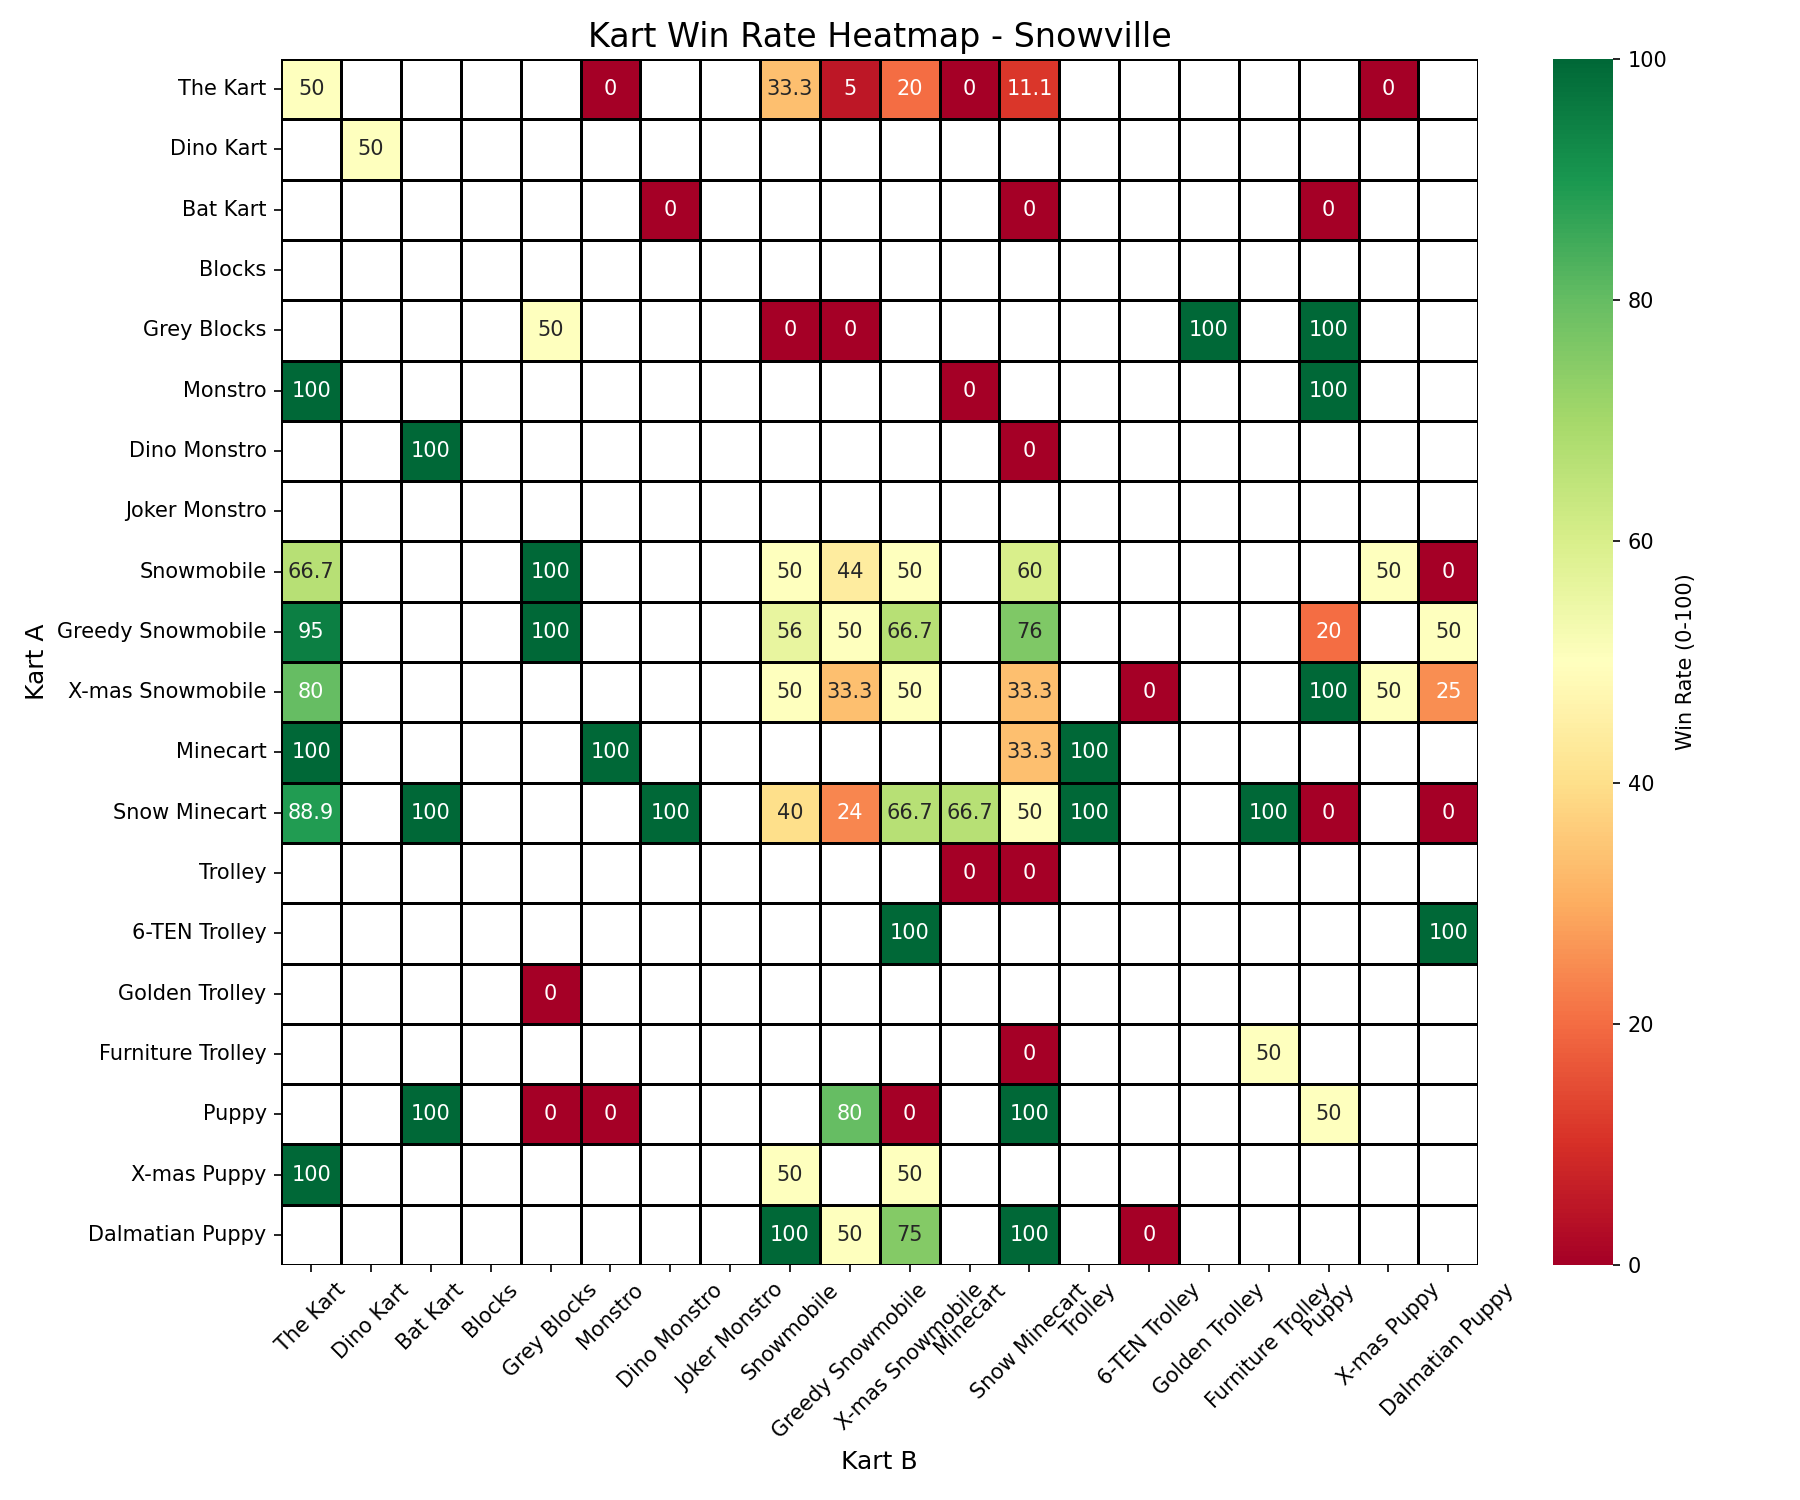 Kart Win Rate Heatmap - Snowville
The Kart 50 0 33.3 5 20 0 11.1 0
Dino Kart 50
Bat Kart 0 0 0
Blocks
Grey Blocks 50 0 0 100 100
Monstro 100 0 100
Dino Monstro 100 0
Joker Monstro
Snowmobile 66.7 100 50 44 50 60 50 0
Greedy Snowmobile 95 100 56 50 66.7 76 20 50
X-mas Snowmobile 80 50 33.3 50 33.3 0 100 50 25
Minecart 100 100 33.3 100
Snow Minecart 88.9 100 100 40 24 66.7 66.7 50 100 100 0 0
Trolley 0 0
6-TEN Trolley 100 100
Golden Trolley 0
Furniture Trolley 0 50
Puppy 100 0 0 80 0 100 50
X-mas Puppy 100 50 50
Dalmatian Puppy 100 50 75 100 0
Kart A
The Kart
Dino Kart
Bat Kart
Blocks
Grey Blocks
Monstro
Dino Monstro
Joker Monstro
Snowmobile
Greedy Snowmobile
X-mas Snowmobile
Minecart
Snow Minecart
Trolley
6-TEN Trolley
Golden Trolley
Furniture Trolley
Puppy
X-mas Puppy
Dalmatian Puppy
Kart B
100
80
60
40
20
0
Win Rate (0-100)